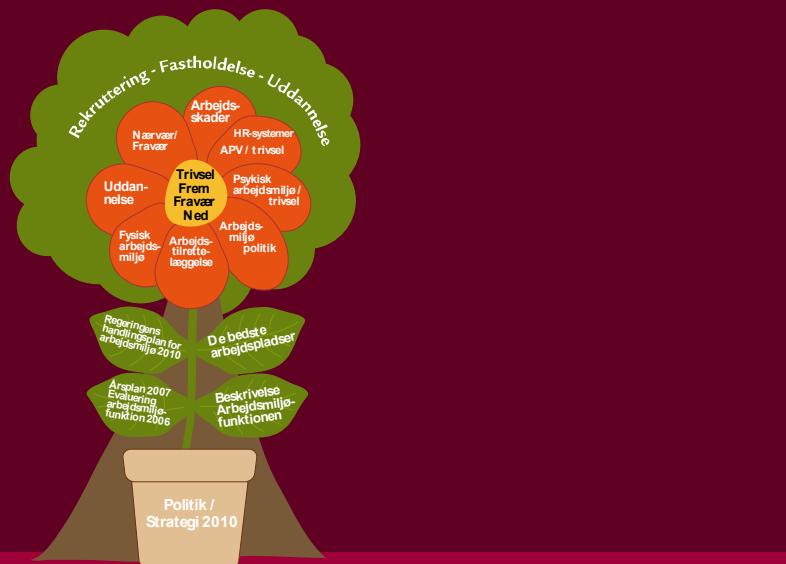 Rekruttering - Fastholdelse - Uddannelse
Arbejds-
skader
HR-systemer
APV / trivsel
Nærvær/
Fravær
Trivsel
Frem
Fravær
Ned
Psykisk
arbejdsmiljø /
trivsel
Uddan-
nelse
Arbejds-
miljø
politik
Fysisk
arbejds-
miljø
Arbejds-
tilrette-
læggelse
Regeringens
handlingsplan for
arbejdsmiljø 2010
De bedste
arbejdspladser
Årsplan 2007
Evaluering
arbejdsmiljø-
funktion 2006
Beskrivelse
Arbejdsmiljø-
funktionen
Politik /
Strategi 2010